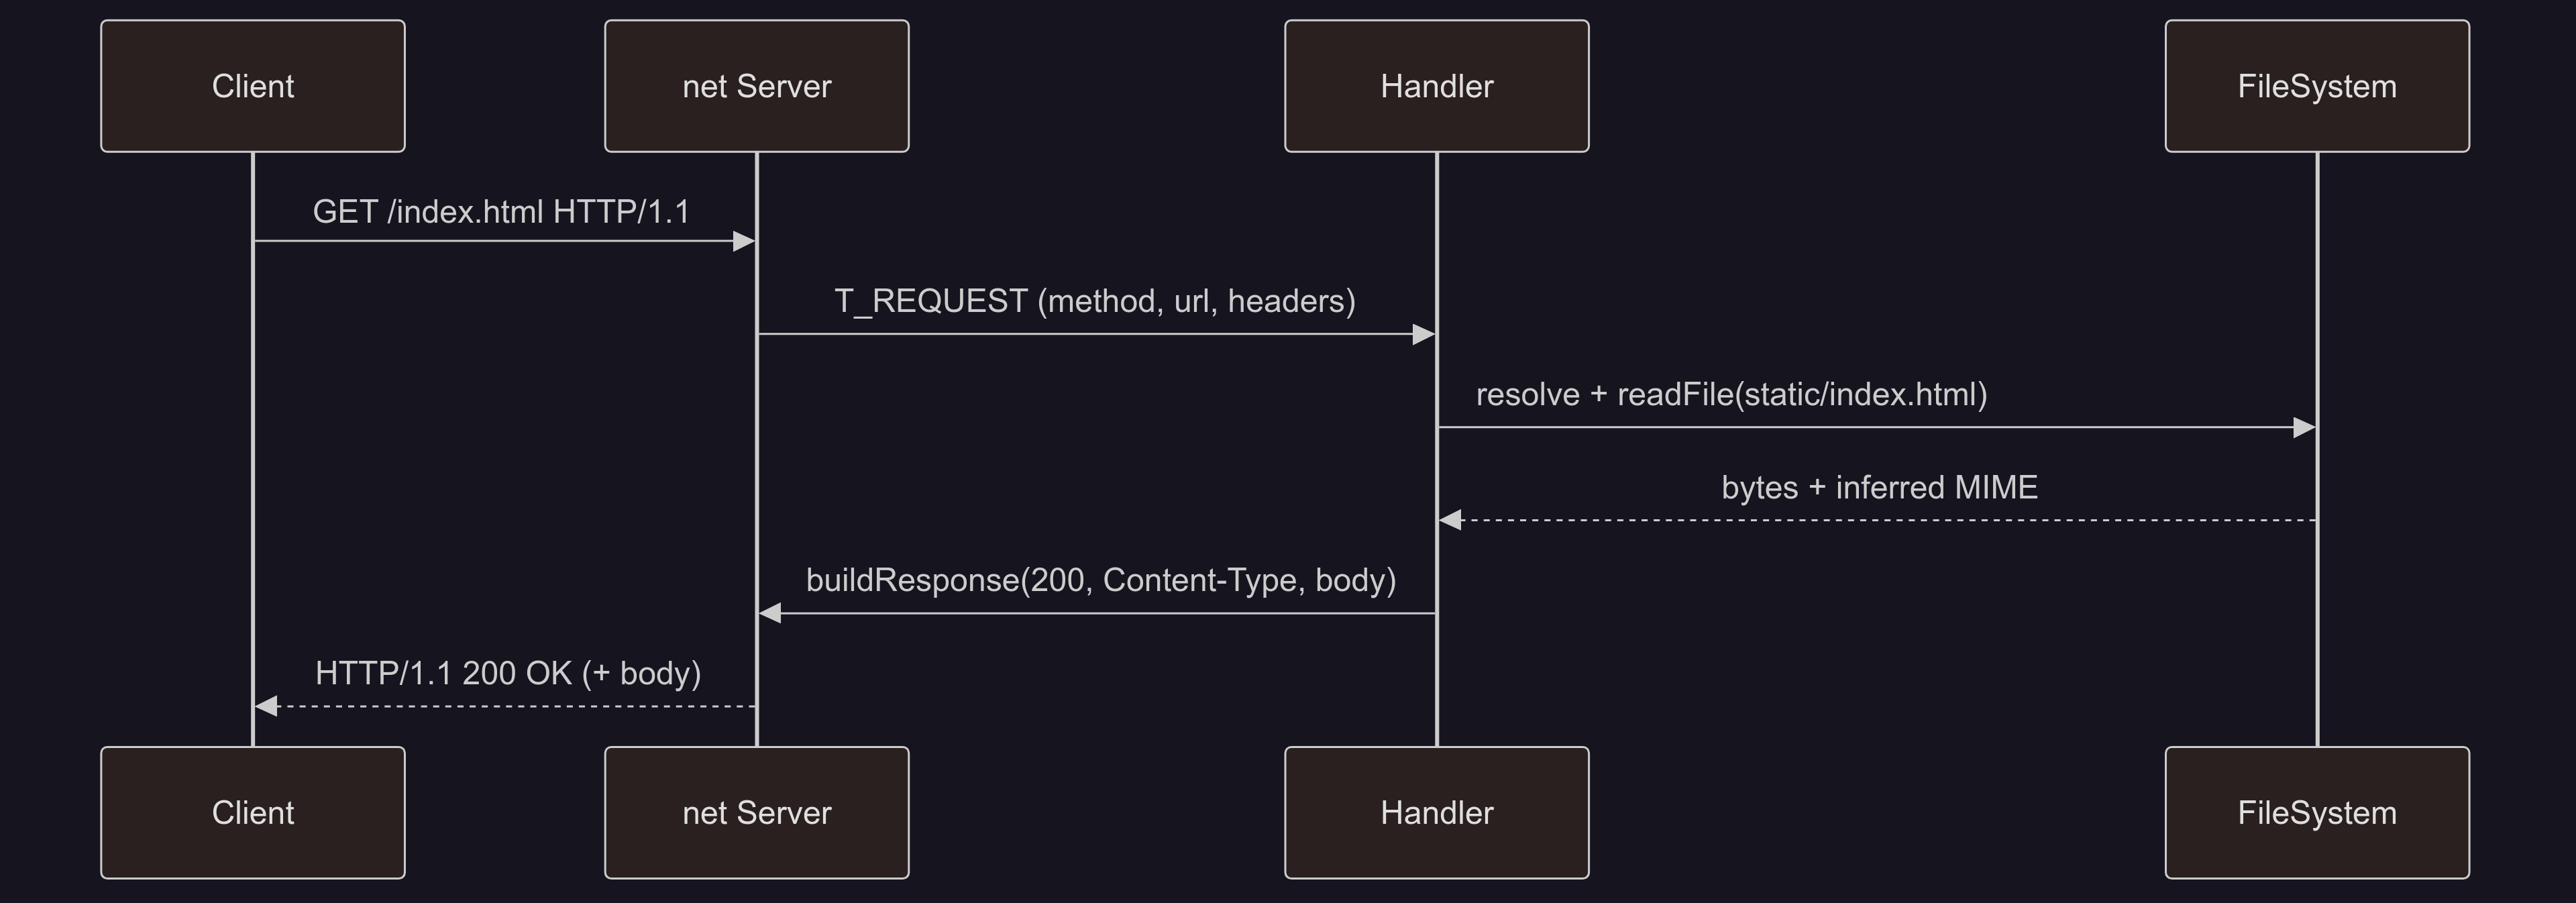 Client
net Server
Handler
FileSystem
GET /index.html HTTP/1.1
T_REQUEST (method, url, headers)
resolve + readFile(static/index.html)
bytes + inferred MIME
buildResponse(200, Content-Type, body)
HTTP/1.1 200 OK (+ body)
Client
net Server
Handler
FileSystem